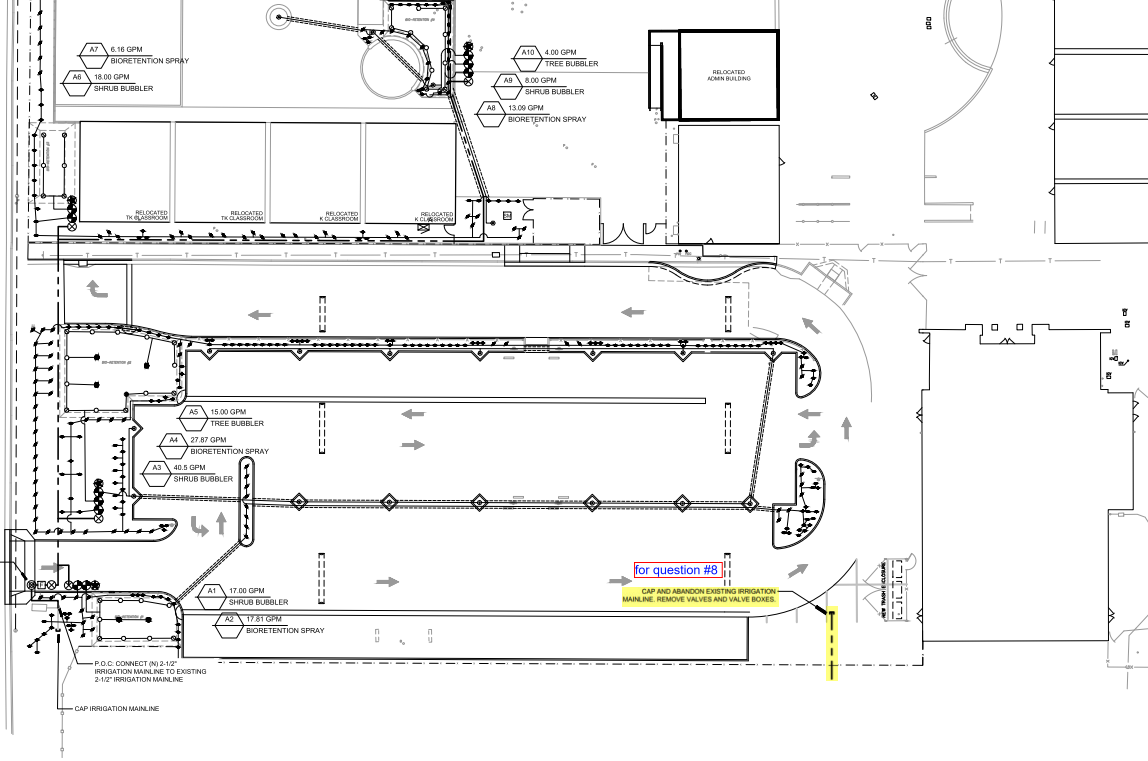 A7 6.16 GPM
BIORETENTION SPRAY
A6 18.00 GPM
SHRUB BUBBLER
A10 4.00 GPM
TREE BUBBLER
A9 8.00 GPM
SHRUB BUBBLER
A8 13.09 GPM
BIORETENTION SPRAY
RELOCATED
ADMIN BUILDING
RELOCATED
TK CLASSROOM
RELOCATED
TK CLASSROOM
RELOCATED
K CLASSROOM
RELOCATED
K CLASSROOM
T T T T T T T T T T T T T T T
A5 15.00 GPM
TREE BUBBLER
A4 27.87 GPM
BIORETENTION SPRAY
A3 40.5 GPM
SHRUB BUBBLER
for question #8
CAP AND ABANDON EXISTING IRRIGATION
MAINLINE. REMOVE VALVES AND VALVE BOXES.
NEW TRASH ENCLOSURE
A1 17.00 GPM
SHRUB BUBBLER
A2 17.81 GPM
BIORETENTION SPRAY
P.O.C: CONNECT (N) 2-1/2"
IRRIGATION MAINLINE TO EXISTING
2-1/2" IRRIGATION MAINLINE
CAP IRRIGATION MAINLINE